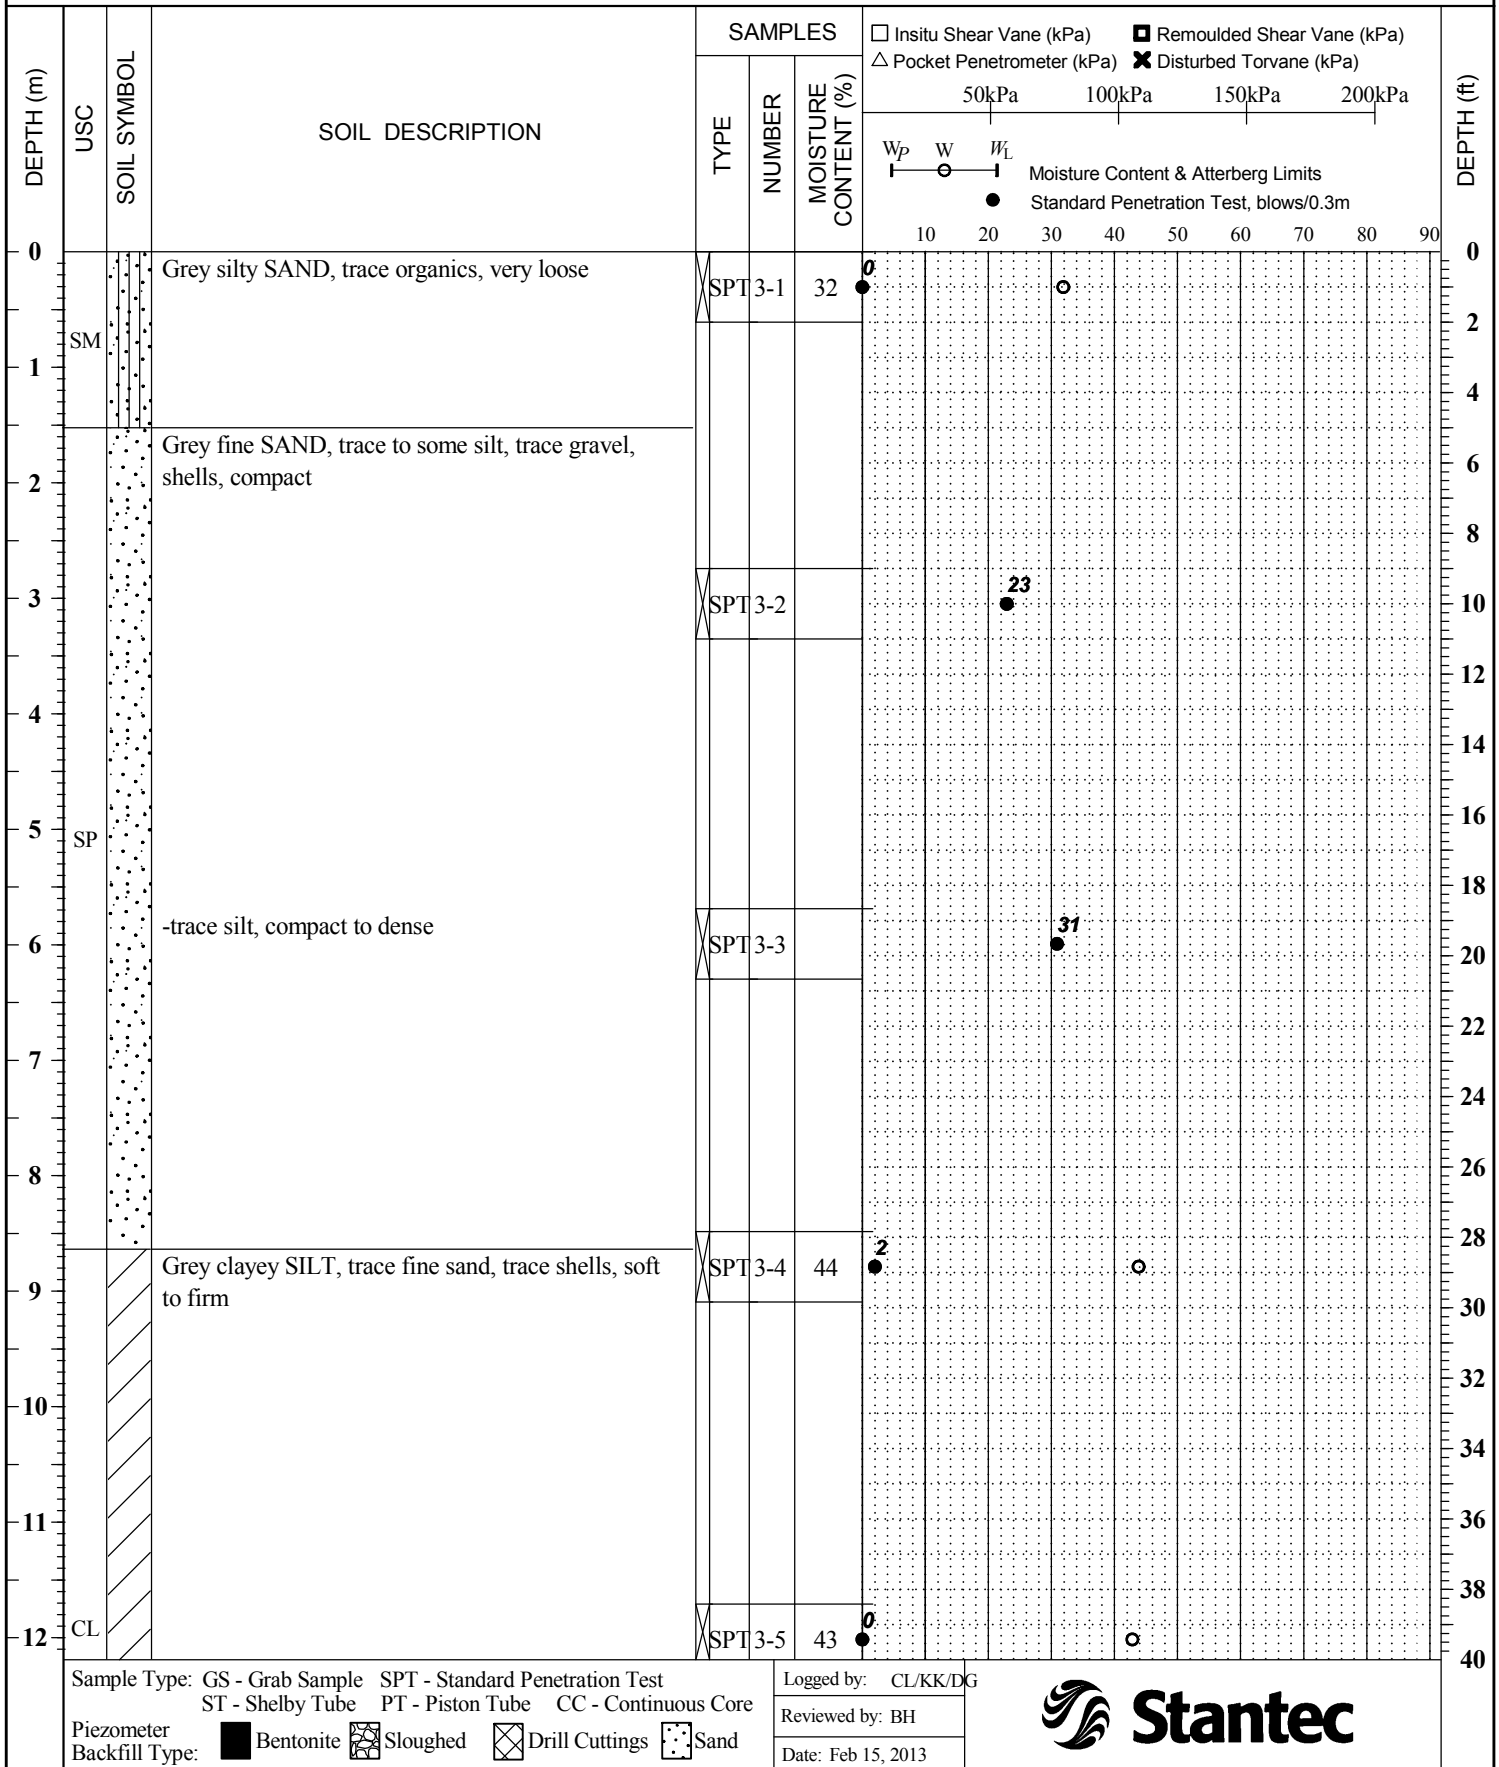 SAMPLES
Insitu Shear Vane (kPa) Remoulded Shear Vane (kPa)
Pocket Penetrometer (kPa) Disturbed Torvane (kPa)
DEPTH (m)
USC
SOIL SYMBOL
SOIL DESCRIPTION
TYPE
NUMBER
MOISTURE CONTENT (%)
50kPa 100kPa 150kPa 200kPa
DEPTH (ft)
WP W WL Moisture Content & Atterberg Limits
Standard Penetration Test, blows/0.3m
10 20 30 40 50 60 70 80 90
0 Grey silty SAND, trace organics, very loose 0
SPT 3-1 32 0
SM 2
1
4
Grey fine SAND, trace to some silt, trace gravel,
shells, compact
6
2
8
3 SPT 3-2 23 10
12
4
14
5 SP 16
18
-trace silt, compact to dense
6 SPT 3-3 31 20
22
7
24
8 26
28
Grey clayey SILT, trace fine sand, trace shells, soft
to firm
SPT 3-4 44 2
9 30
32
10
34
11 36
38
CL
12 SPT 3-5 43 0
40
Sample Type: GS - Grab Sample SPT - Standard Penetration Test
ST - Shelby Tube PT - Piston Tube CC - Continuous Core
Piezometer
Backfill Type: Bentonite Sloughed Drill Cuttings Sand
Logged by: CL/KK/DG
Reviewed by: BH
Date: Feb 15, 2013
Stantec